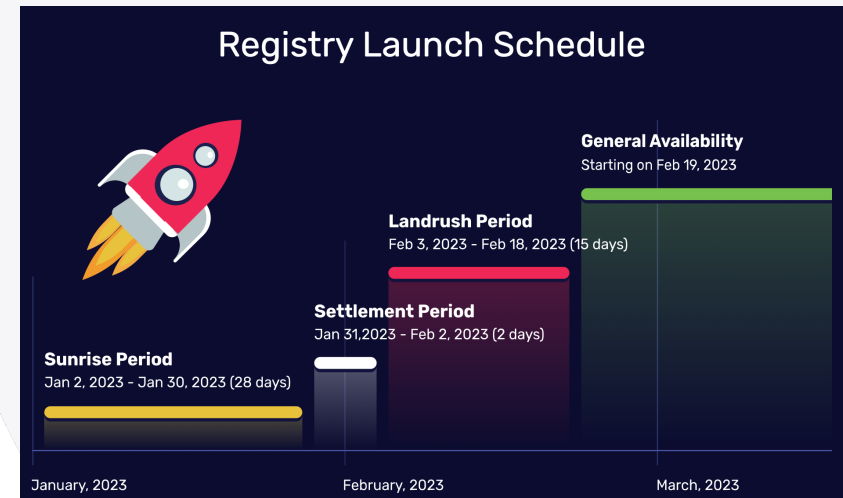 Registry Launch Schedule
General Availability
Starting on Feb 19, 2023
Landrush Period
Feb 3, 2023 - Feb 18, 2023 (15 days)
Settlement Period
Jan 31,2023 - Feb 2, 2023 (2 days)
Sunrise Period
Jan 2, 2023 - Jan 30, 2023 (28 days)
January, 2023
February, 2023
March, 2023